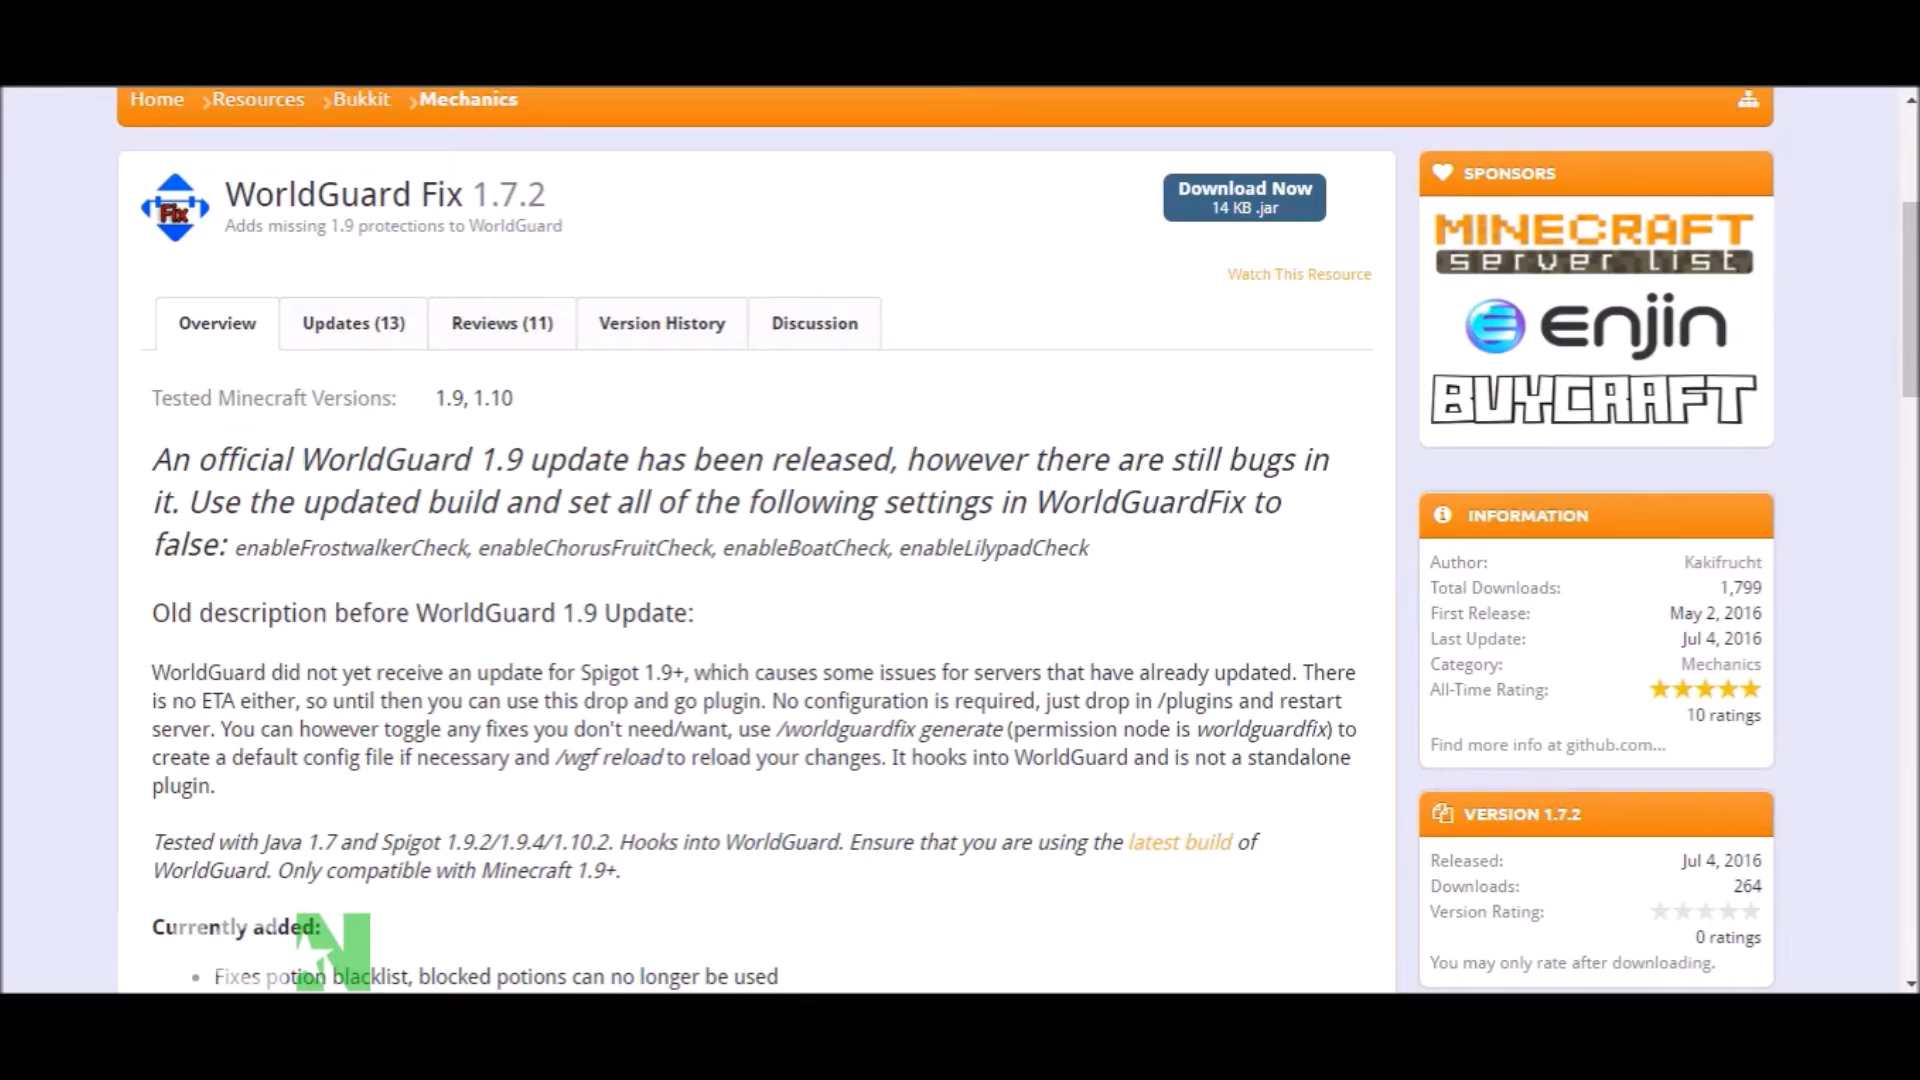 Home Resources Bukkit Mechanics
Fix
WorldGuard Fix 1.7.2
Adds missing 1.9 protections to WorldGuard
Download Now
14 KB .jar
Watch This Resource
Overview Updates (13) Reviews (11) Version History Discussion
Tested Minecraft Versions: 1.9, 1.10
An official WorldGuard 1.9 update has been released, however there are still bugs in
it. Use the updated build and set all of the following settings in WorldGuardFix to
false: enableFrostwalkerCheck, enableChorusFruitCheck, enableBoatCheck, enableLilypadCheck
Old description before WorldGuard 1.9 Update:
WorldGuard did not yet receive an update for Spigot 1.9+, which causes some issues for servers that have already updated. There
is no ETA either, so until then you can use this drop and go plugin. No configuration is required, just drop in /plugins and restart
server. You can however toggle any fixes you don't need/want, use /worldguardfix generate (permission node is worldguardfix) to
create a default config file if necessary and /wgf reload to reload your changes. It hooks into WorldGuard and is not a standalone
plugin.
Tested with Java 1.7 and Spigot 1.9.2/1.9.4/1.10.2. Hooks into WorldGuard. Ensure that you are using the latest build of
WorldGuard. Only compatible with Minecraft 1.9+.
Currently added:
N
• Fixes potion blacklist, blocked potions can no longer be used
SPONSORS
MINECRAFT
server list
enjin
BUYCRAFT
INFORMATION
Author: Kakifrucht
Total Downloads: 1,799
First Release: May 2, 2016
Last Update: Jul 4, 2016
Category: Mechanics
All-Time Rating:
10 ratings
Find more info at github.com...
VERSION 1.7.2
Released: Jul 4, 2016
Downloads: 264
Version Rating:
0 ratings
You may only rate after downloading.